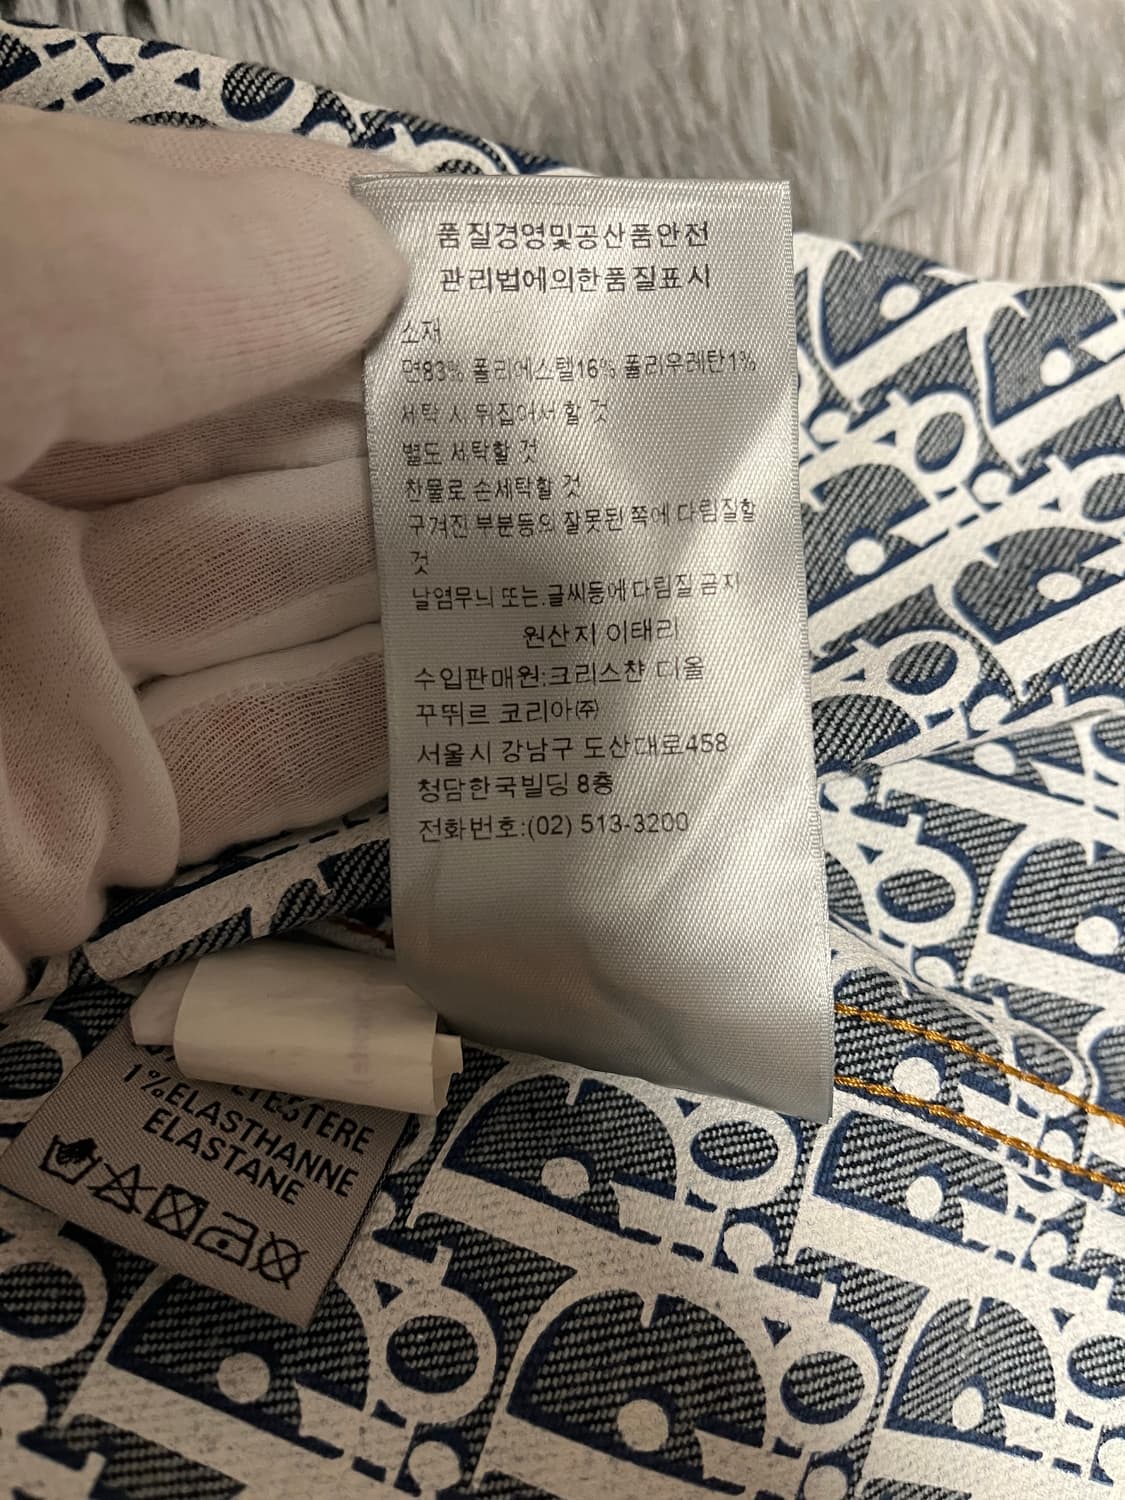 품질경영및공산품안전
관리법에의한품질표시
소재
면83% 폴리에스텔16% 폴리우레탄1%
세탁 시 뒤집어서 할 것
별도 세탁할 것
찬물로 손세탁할 것
구겨진 부분등의 잘못된 쪽에 다림질할
것
날염무늬 또는 글씨등에 다림질 금지
원산지 이태리
수입판매원:크리스챤 디올
꾸뛰르 코리아㈜
서울시 강남구 도산대로458
청담한국빌딩 8층
전화번호:(02) 513-3200
1%ELASTHANNE
ELASTANE
Dior